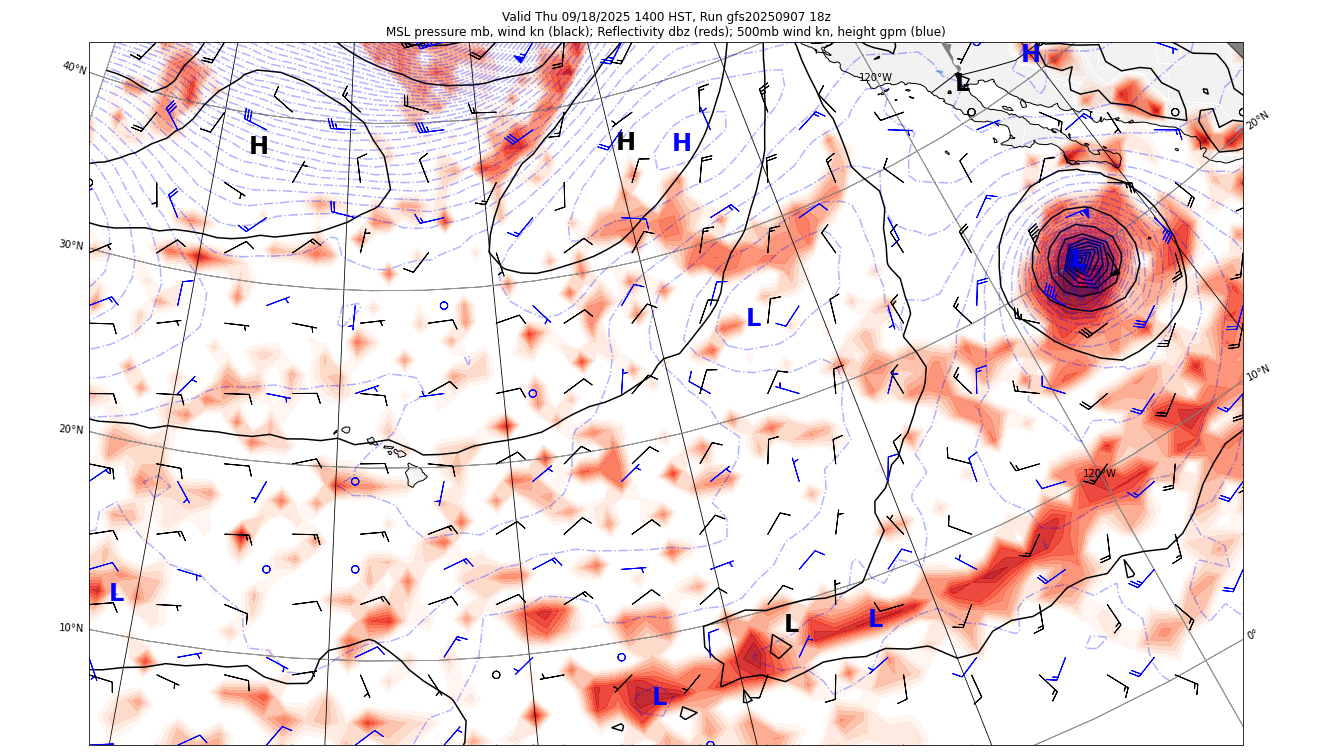 Valid Thu 09/18/2025 1400 HST, Run gfs20250907 18z
MSL pressure mb, wind kn (black); Reflectivity dbz (reds); 500mb wind kn, height gpm (blue)
40°N
120°W
H
L
20°N
H
H
H
30°N
L
10°N
20°N
120°W
L
10°N
L
L
0°
L